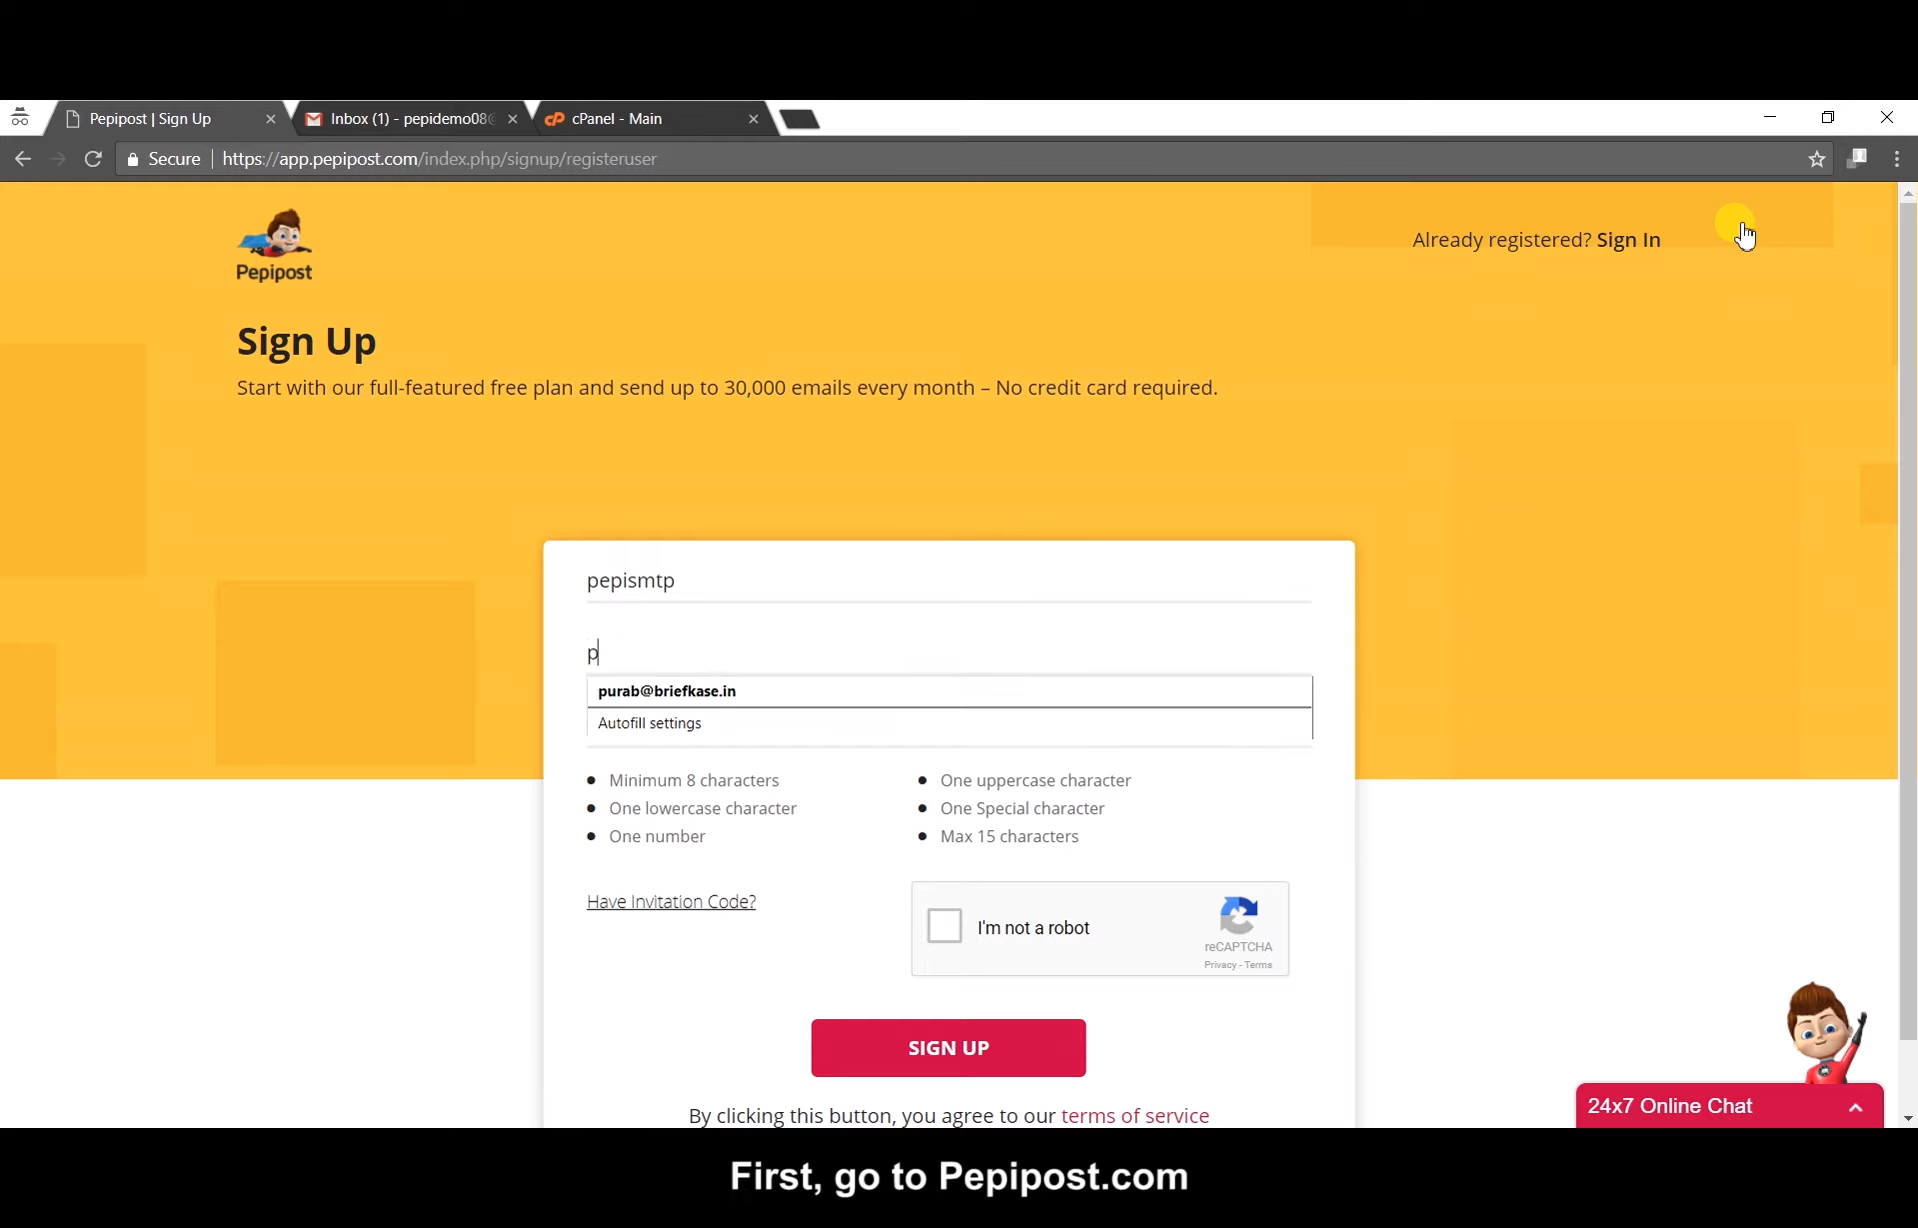 Pepipost | Sign Up
Inbox (1) - pepidemo08@
cPanel - Main
Secure
https://app.pepipost.com/index.php/signup/registeruser
Pepipost
Already registered? Sign In
Sign Up
Start with our full-featured free plan and send up to 30,000 emails every month – No credit card required.
pepismtp
p
purab@briefkase.in
Autofill settings
Minimum 8 characters
One uppercase character
One lowercase character
One Special character
One number
Max 15 characters
Have Invitation Code?
I'm not a robot
reCAPTCHA
Privacy - Terms
SIGN UP
By clicking this button, you agree to our terms of service
24x7 Online Chat
First, go to Pepipost.com